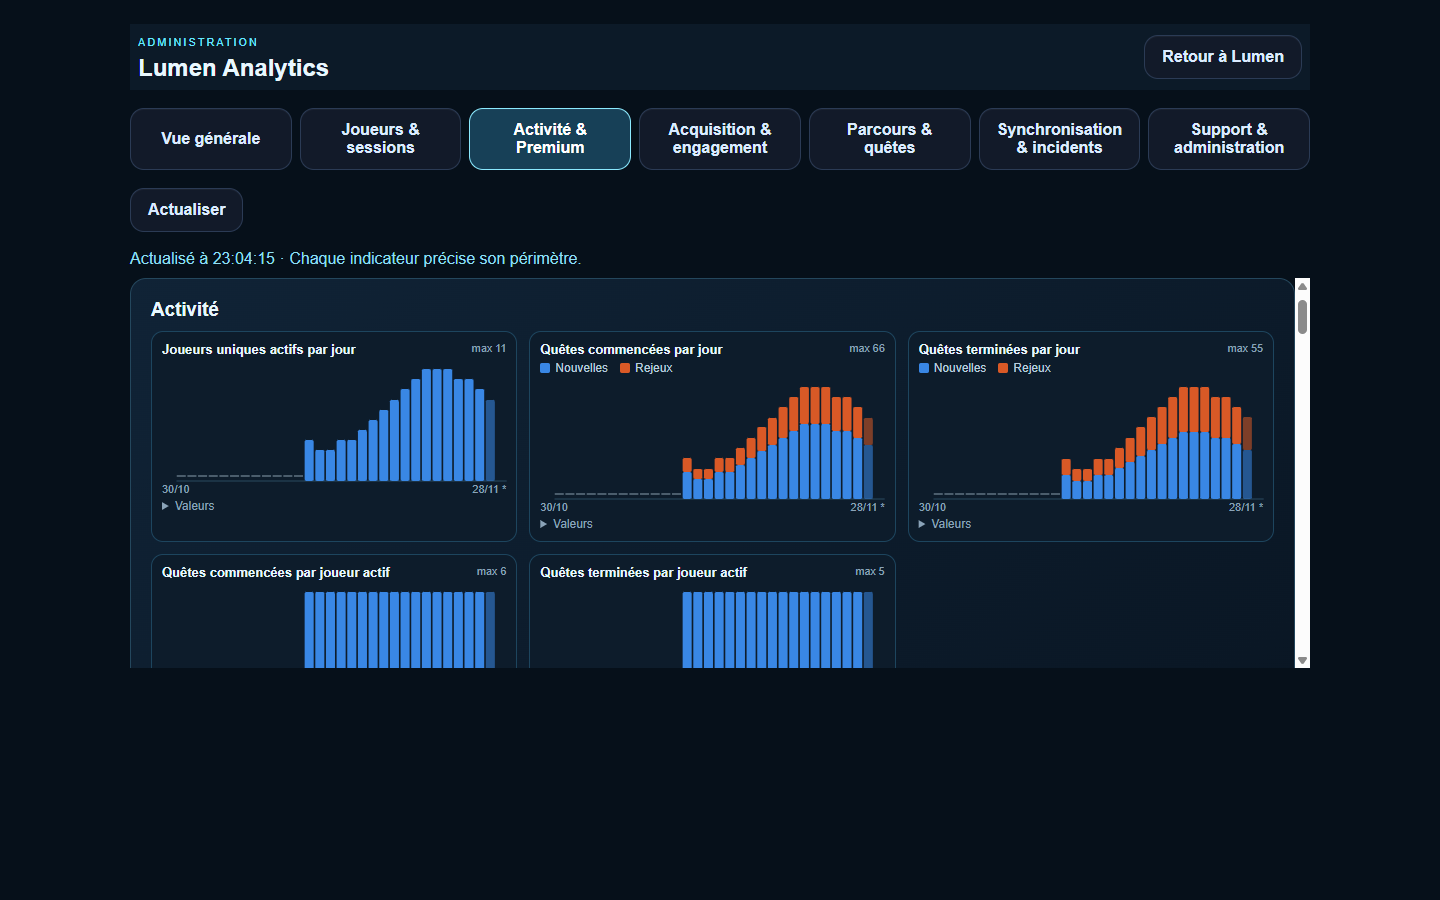 ADMINISTRATION
Lumen Analytics
Retour à Lumen
Vue générale
Joueurs &
sessions
Activité &
Premium
Acquisition &
engagement
Parcours &
quêtes
Synchronisation
& incidents
Support &
administration
Actualiser
Actualisé à 23:04:15 · Chaque indicateur précise son périmètre.
Activité
Joueurs uniques actifs par jour
max 11
30/10
28/11 *
Valeurs
Quêtes commencées par jour
max 66
Nouvelles
Rejeux
30/10
28/11 *
Valeurs
Quêtes terminées par jour
max 55
Nouvelles
Rejeux
30/10
28/11 *
Valeurs
Quêtes commencées par joueur actif
max 6
Quêtes terminées par joueur actif
max 5